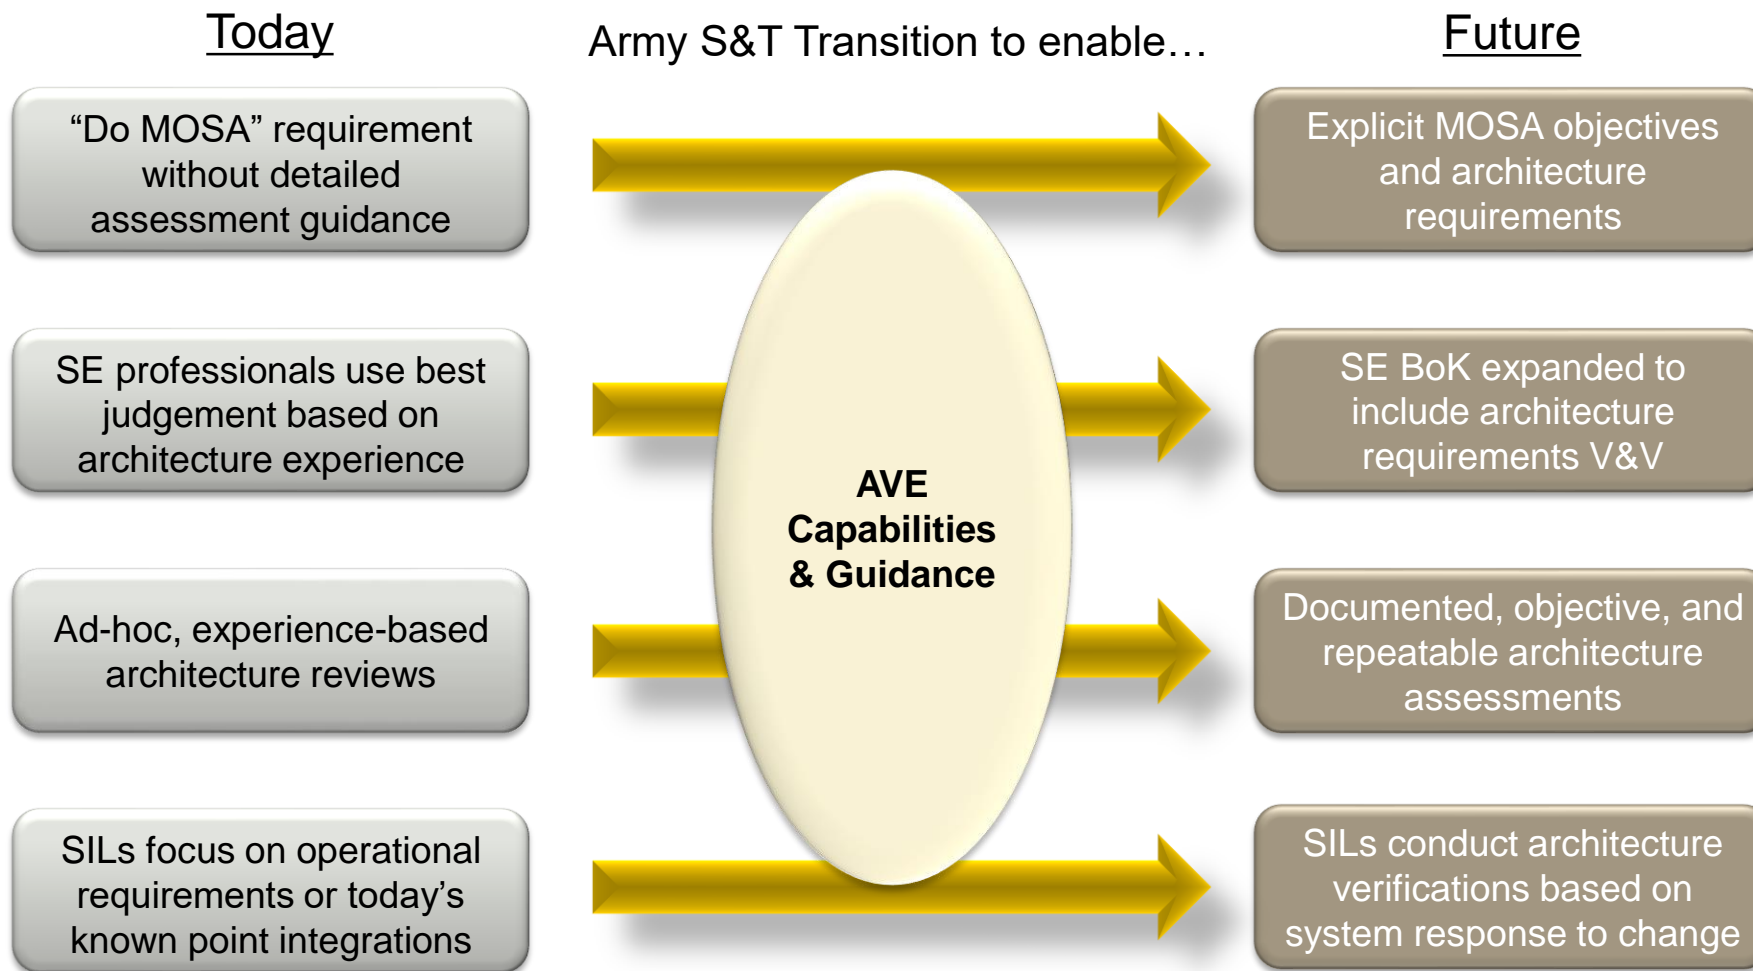 Today
Army S&T Transition to enable…
Future
“Do MOSA” requirement
without detailed
assessment guidance
Explicit MOSA objectives
and architecture
requirements
SE professionals use best
judgement based on
architecture experience
SE BoK expanded to
include architecture
requirements V&V
AVE
Capabilities
& Guidance
Ad-hoc, experience-based
architecture reviews
Documented, objective, and
repeatable architecture
assessments
SILs focus on operational
requirements or today’s
known point integrations
SILs conduct architecture
verifications based on
system response to change